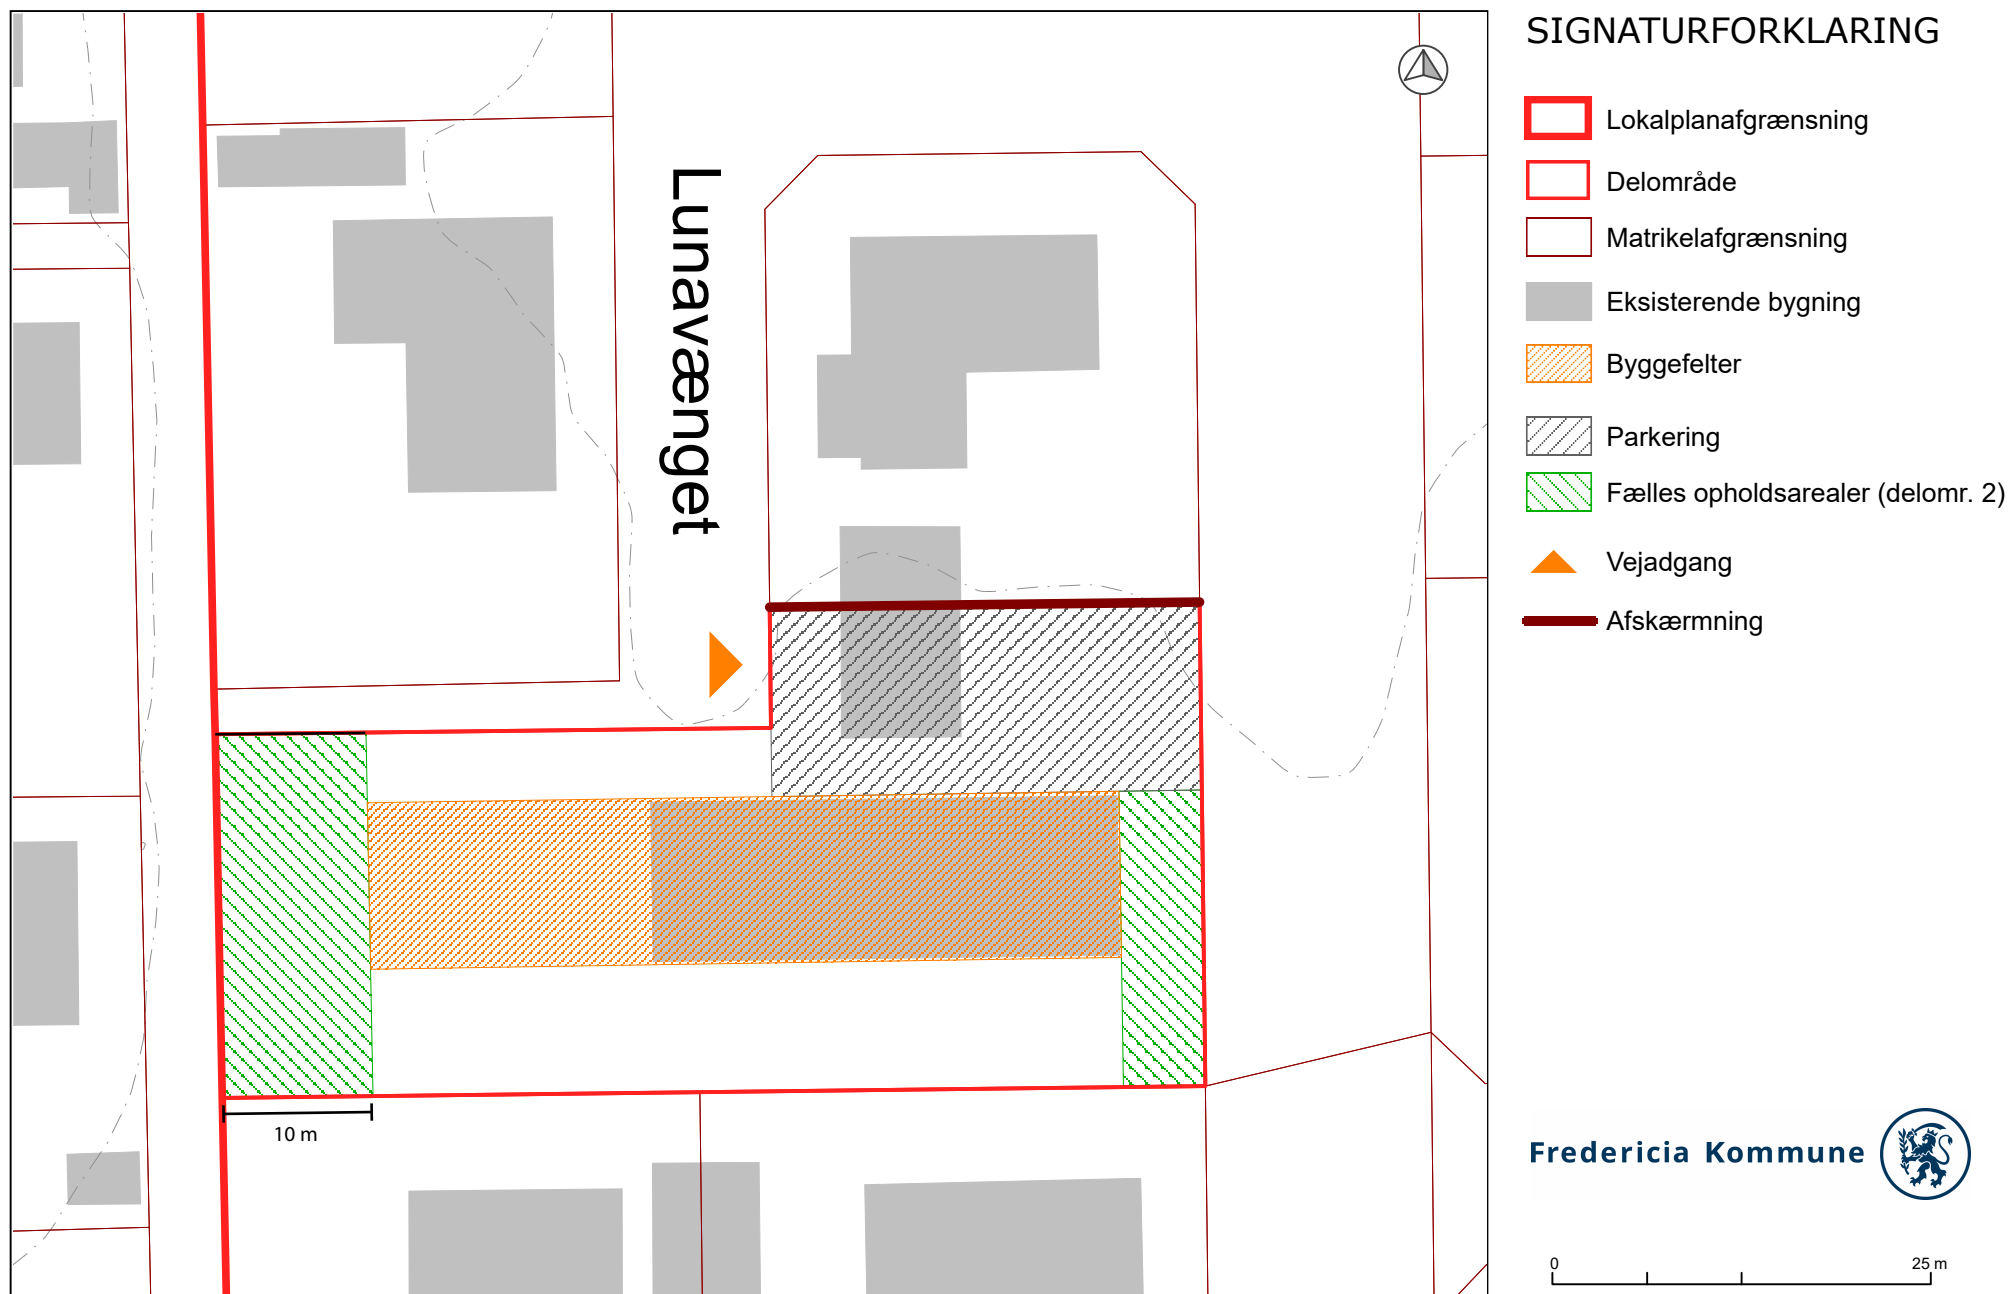 SIGNATURFORKLARING
Lokalplanafgrænsning
Delområde
Matrikelafgrænsning
Eksisterende bygning
Byggefelter
Parkering
Fælles opholdsarealer (delomr. 2)
Vejadgang
Afskærmning
Lunavænget
10 m
Fredericia Kommune
0 25 m